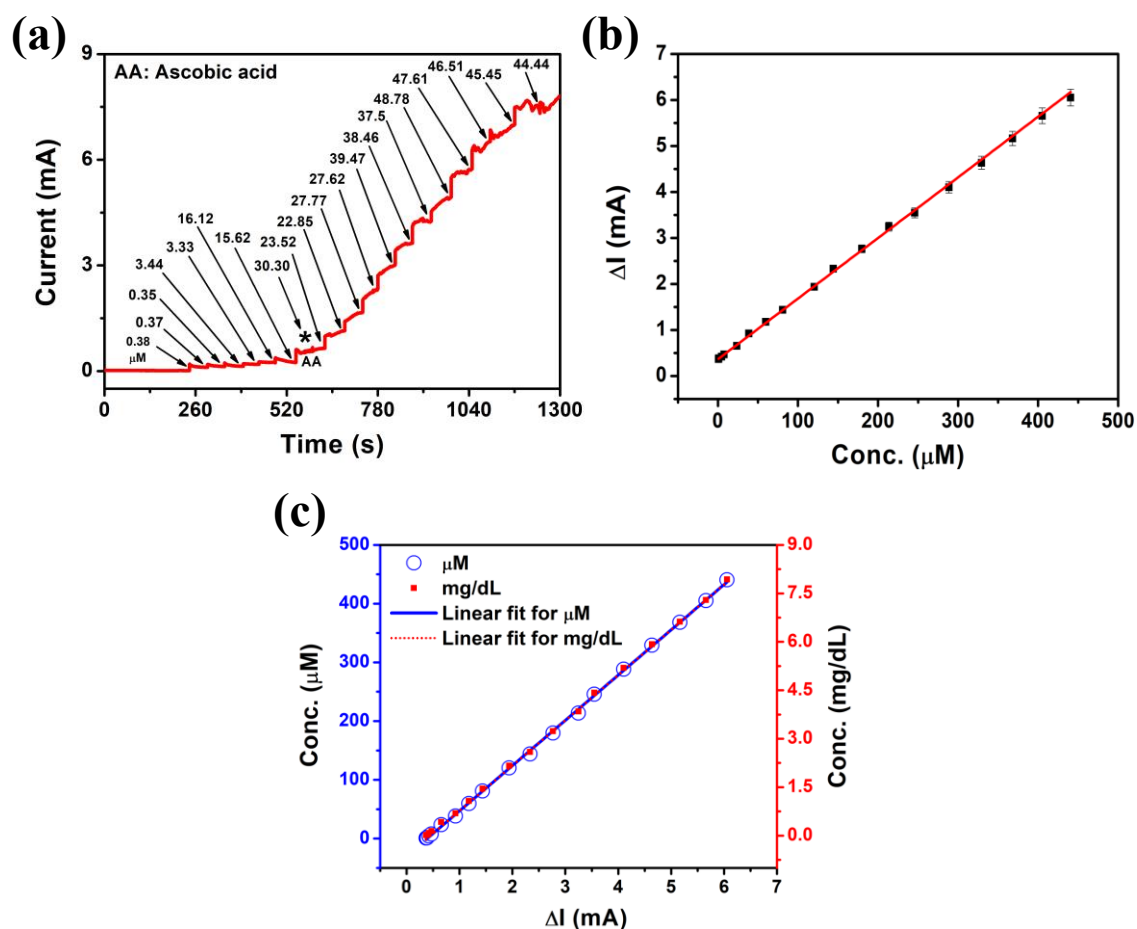 (a)
AA: Ascobic acid
Current (mA)
9
6
3
0
0.38
μM
0.37
0.35
3.44
3.33
16.12
15.62
30.30
23.52
22.85
27.77
27.62
39.47
38.46
37.5
48.78
47.61
46.51
45.45
44.44
*
AA
0 260 520 780 1040 1300
Time (s)
(b)
ΔI (mA)
7
6
5
4
3
2
1
0
0 100 200 300 400 500
Conc. (μM)
(c)
Conc. (μM)
500
400
300
200
100
0
μM
mg/dL
Linear fit for μM
Linear fit for mg/dL
9.0
7.5
6.0
4.5
3.0
1.5
0.0
Conc. (mg/dL)
0 1 2 3 4 5 6 7
ΔI (mA)